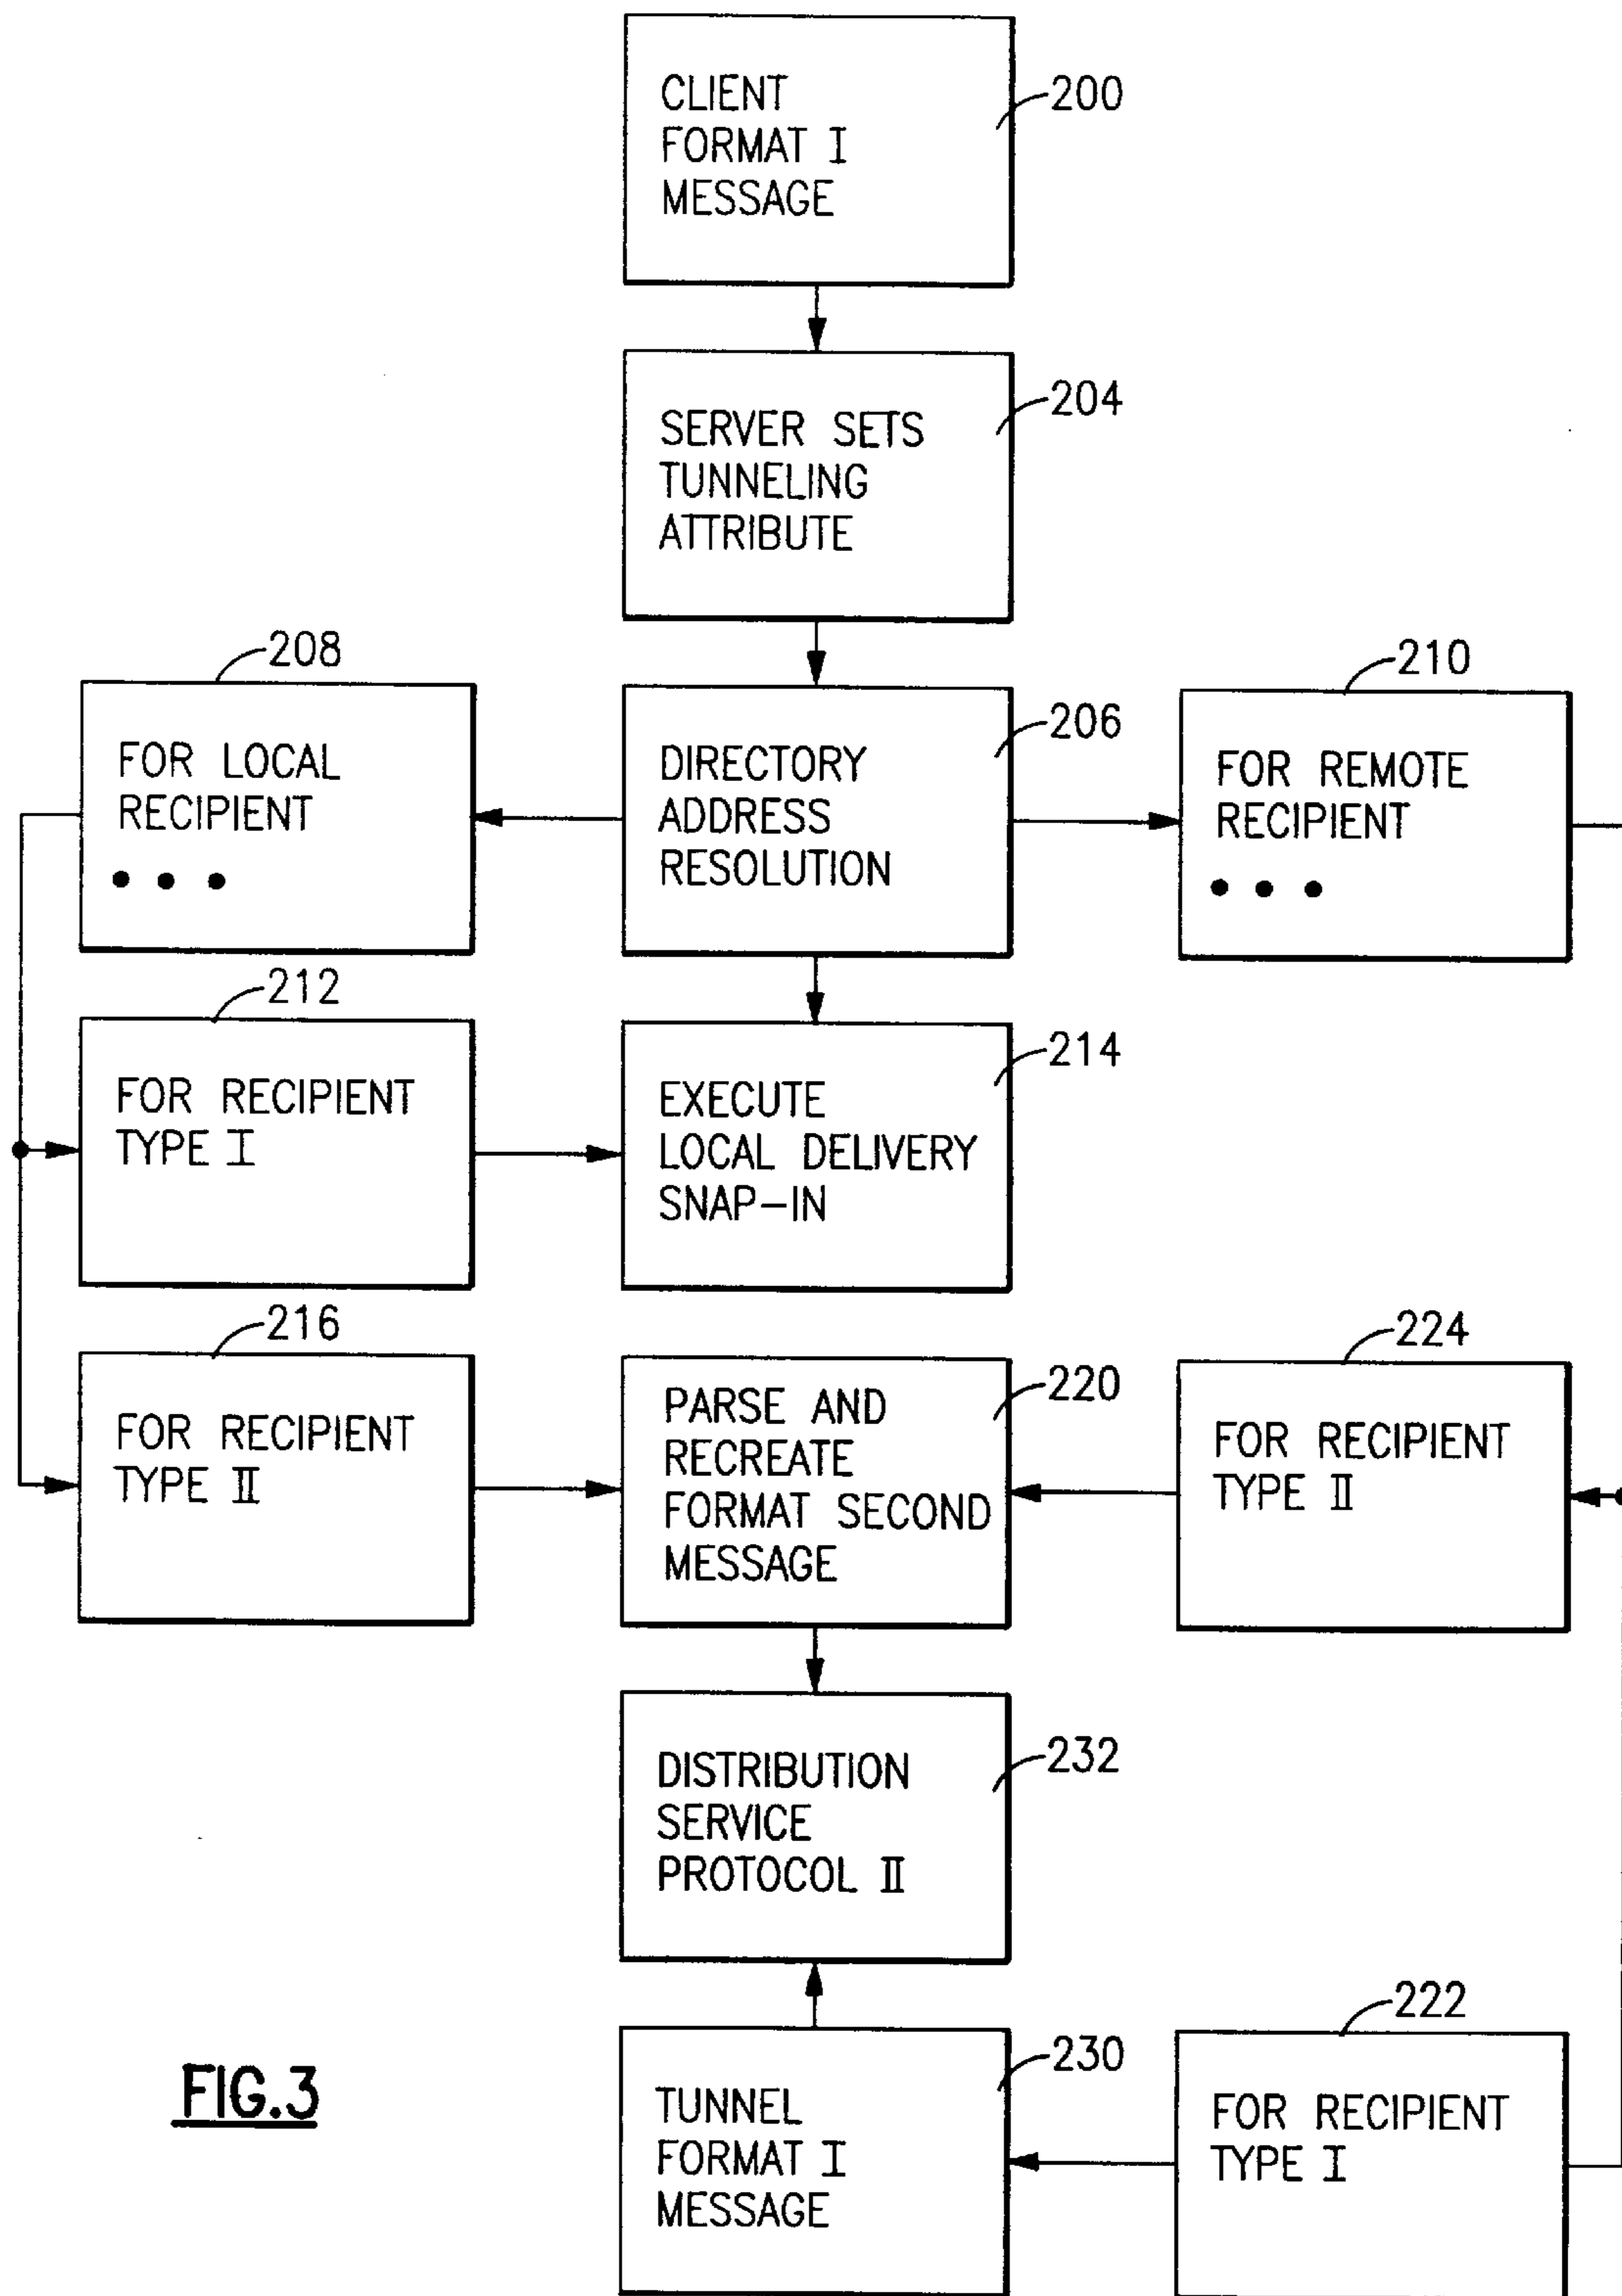 CLIENT
FORMAT I
MESSAGE
200
SERVER SETS
TUNNELING
ATTRIBUTE
204
208
FOR LOCAL
RECIPIENT
• • •
DIRECTORY
ADDRESS
RESOLUTION
206
210
FOR REMOTE
RECIPIENT
• • •
212
FOR RECIPIENT
TYPE I
EXECUTE
LOCAL DELIVERY
SNAP-IN
214
216
FOR RECIPIENT
TYPE II
PARSE AND
RECREATE
FORMAT SECOND
MESSAGE
220
224
FOR RECIPIENT
TYPE II
DISTRIBUTION
SERVICE
PROTOCOL II
232
TUNNEL
FORMAT I
MESSAGE
230
222
FOR RECIPIENT
TYPE I
FIG.3